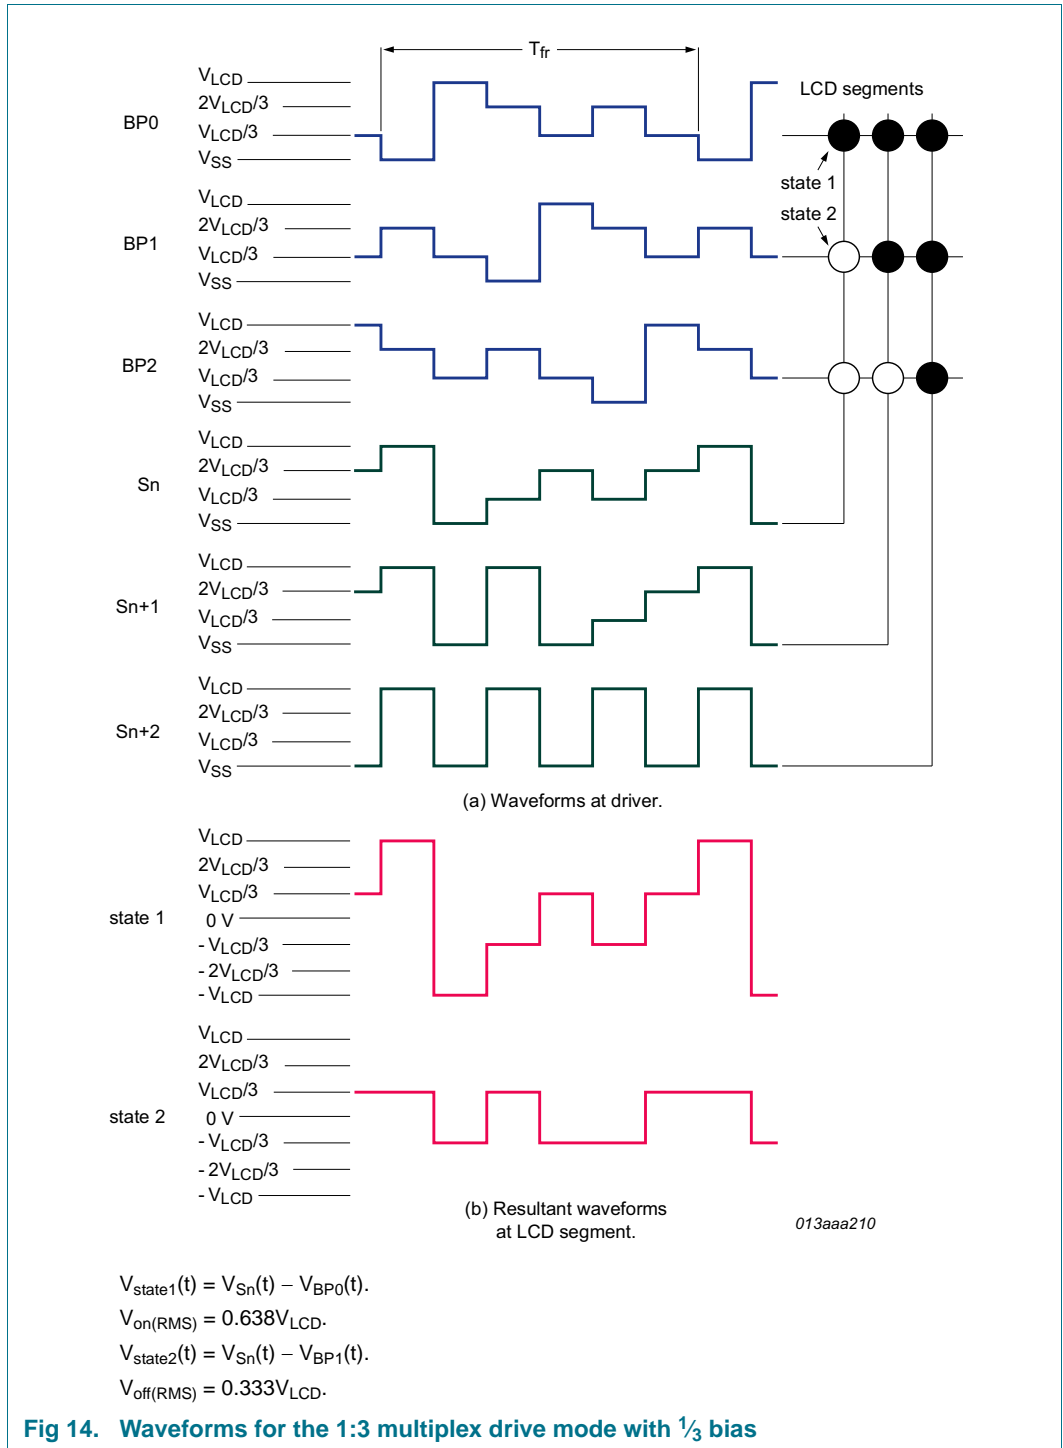 Tfr
VLCD
2VLCD/3
BP0
VLCD/3
VSS
LCD segments
state 1
state 2
VLCD
2VLCD/3
BP1
VLCD/3
VSS
VLCD
2VLCD/3
BP2
VLCD/3
VSS
VLCD
2VLCD/3
Sn
VLCD/3
VSS
VLCD
2VLCD/3
Sn+1
VLCD/3
VSS
VLCD
2VLCD/3
Sn+2
VLCD/3
VSS
(a) Waveforms at driver.
VLCD
2VLCD/3
VLCD/3
state 1
0 V
- VLCD/3
- 2VLCD/3
- VLCD
VLCD
2VLCD/3
VLCD/3
state 2
0 V
- VLCD/3
- 2VLCD/3
- VLCD
(b) Resultant waveforms
at LCD segment.
013aaa210
Vstate1(t) = VSn(t) − VBP0(t).
Von(RMS) = 0.638VLCD.
Vstate2(t) = VSn(t) − VBP1(t).
Voff(RMS) = 0.333VLCD.
Fig 14. Waveforms for the 1:3 multiplex drive mode with 1⁄3 bias